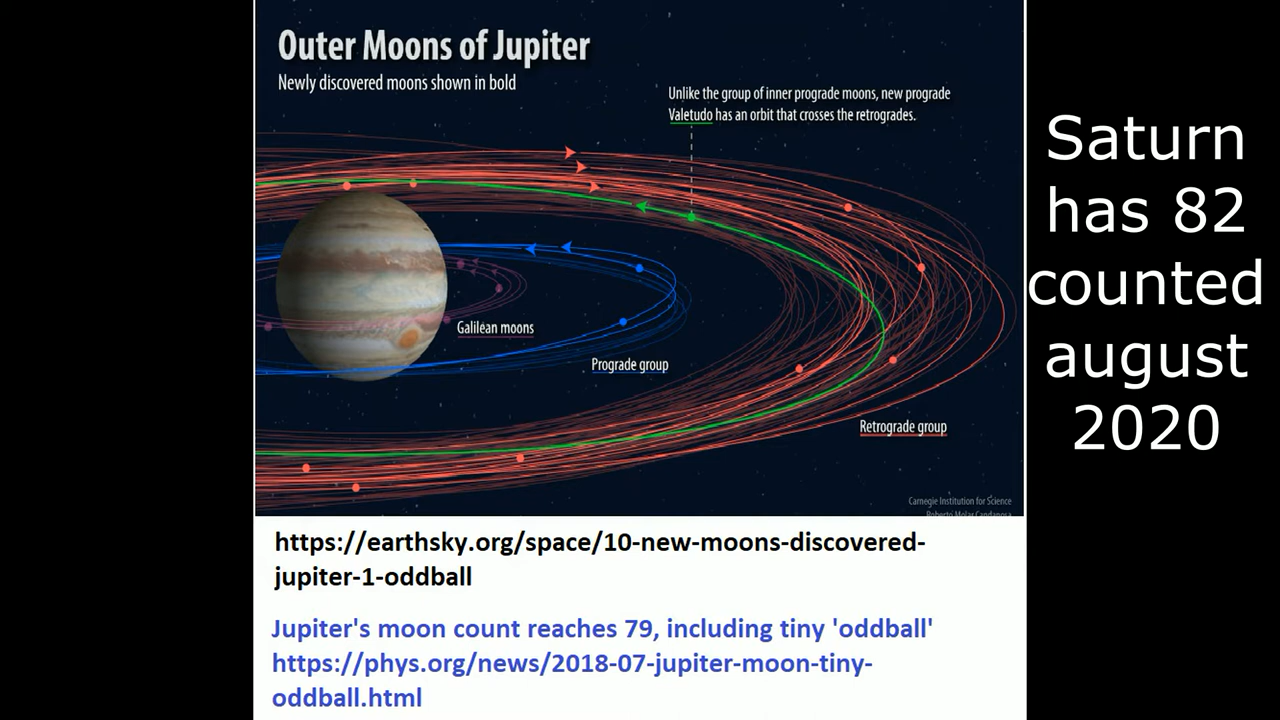 Outer Moons of Jupiter
Newly discovered moons shown in bold
Unlike the group of inner prograde moons, new prograde
Valetudo has an orbit that crosses the retrogrades.
Galilean moons
Prograde group
Retrograde group
Carnegie Institution for Science
Roberto Molar Candanosa
https://earthsky.org/space/10-new-moons-discovered-
jupiter-1-oddball
Jupiter's moon count reaches 79, including tiny 'oddball'
https://phys.org/news/2018-07-jupiter-moon-tiny-
oddball.html
Saturn
has 82
counted
august
2020